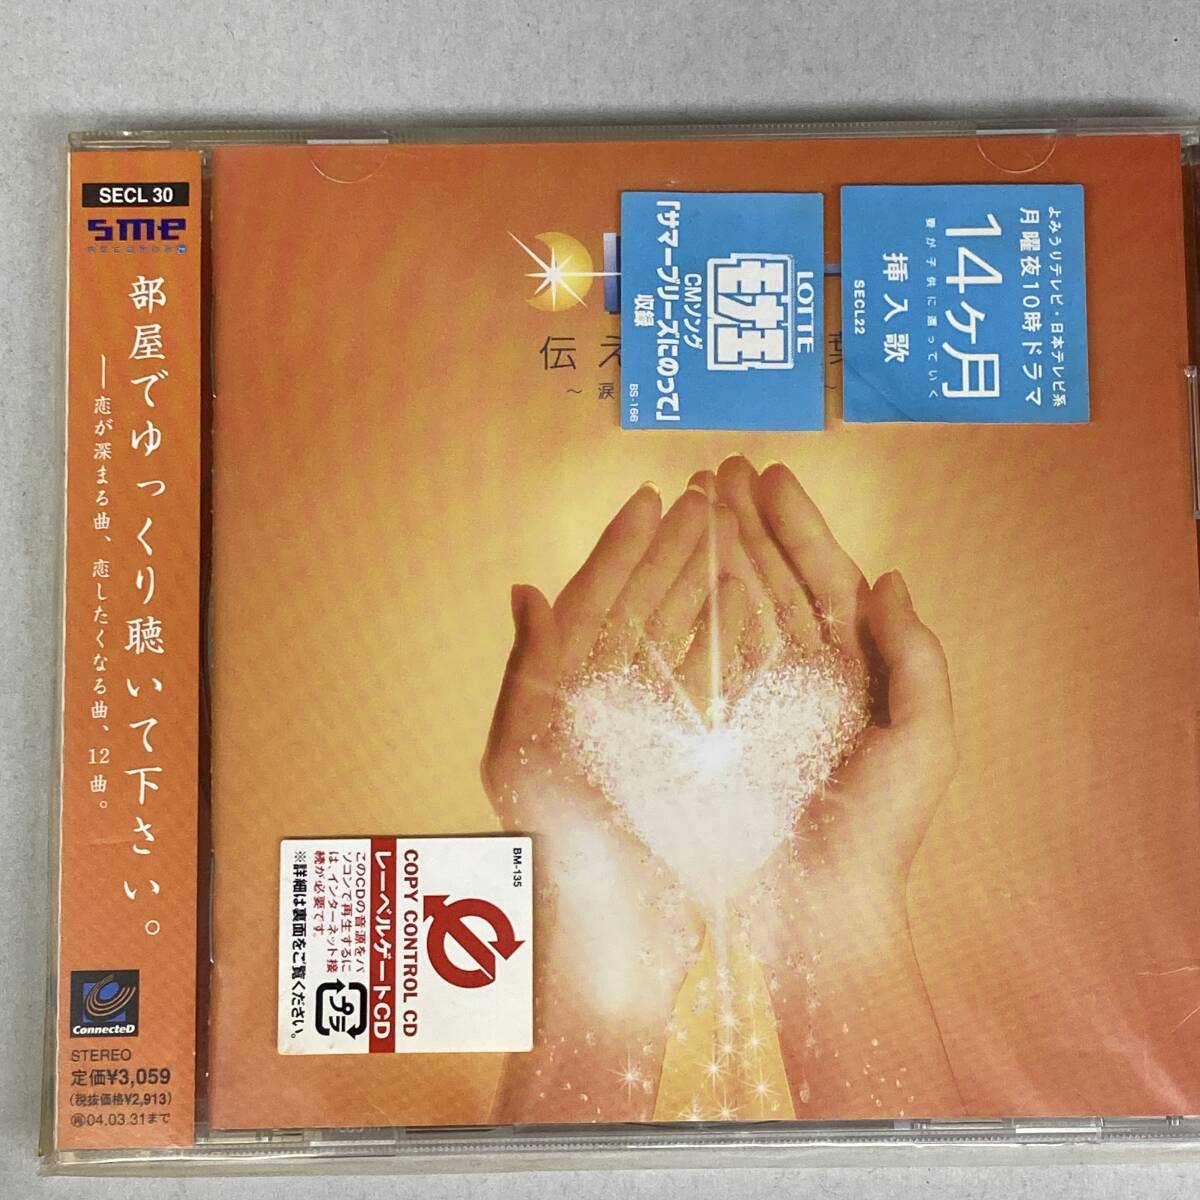 SECL 30
sme
部屋でゆっくり聴いて下さい。
―恋が深まる曲、恋したくなる曲、12曲。
ConnecteD
STEREO
定価¥3,059
(税抜価格¥2,913)
04.03.31まで
伝え
～涙
LOTTE
モナ王
CMソング
「サマーブリーズにのって」
収録
BS-166
よみうりテレビ・日本テレビ系
月曜夜10時ドラマ
14ヶ月
妻が子供に還っていく
挿入歌
SECL22
BM-135
COPY CONTROL CD
レーベルゲートCD
このCDの音源をパ
ソコンで再生するに
は、インターネット接
続が必要です。
※詳細は裏面をご覧ください。
プラ